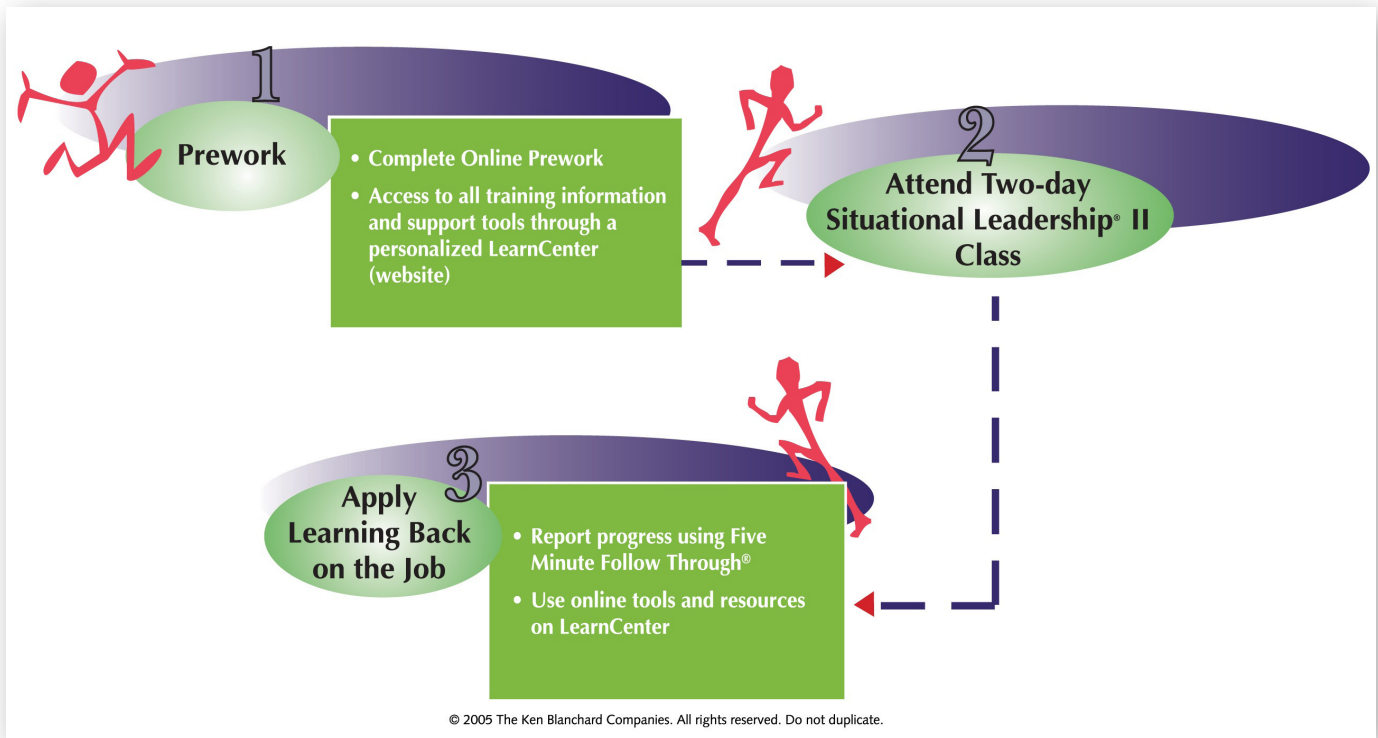 1
Prework
• Complete Online Prework
• Access to all training information
and support tools through a
personalized LearnCenter
(website)
2
Attend Two-day
Situational Leadership® II
Class
3
Apply
Learning Back
on the Job
• Report progress using Five
Minute Follow Through®
• Use online tools and resources
on LearnCenter
© 2005 The Ken Blanchard Companies. All rights reserved. Do not duplicate.